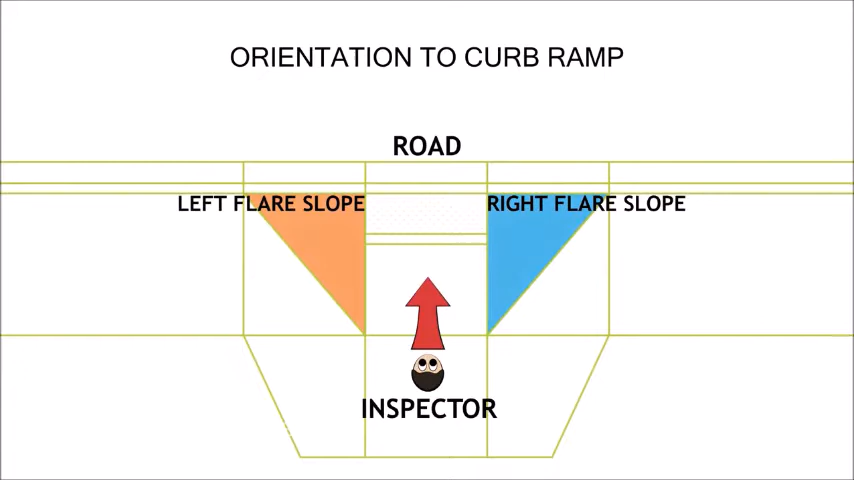 ORIENTATION TO CURB RAMP
ROAD
LEFT FLARE SLOPE
RIGHT FLARE SLOPE
INSPECTOR